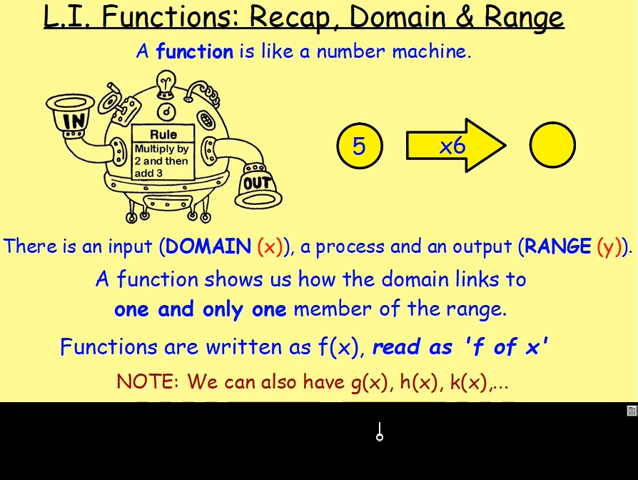 L.I. Functions: Recap, Domain & Range
A function is like a number machine.
IN
Rule
Multiply by
2 and then
add 3
OUT
5
x6
There is an input (DOMAIN (x)), a process and an output (RANGE (y)).
A function shows us how the domain links to
one and only one member of the range.
Functions are written as f(x), read as 'f of x'
NOTE: We can also have g(x), h(x), k(x),...